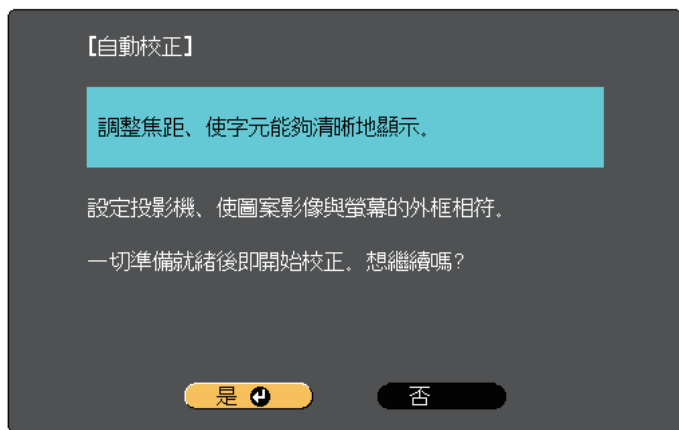 【自動校正】
調整焦距、使字元能夠清晰地顯示。
設定投影機、使圖案影像與螢幕的外框相符。
一切準備就緒後即開始校正。想繼續嗎?
是
否